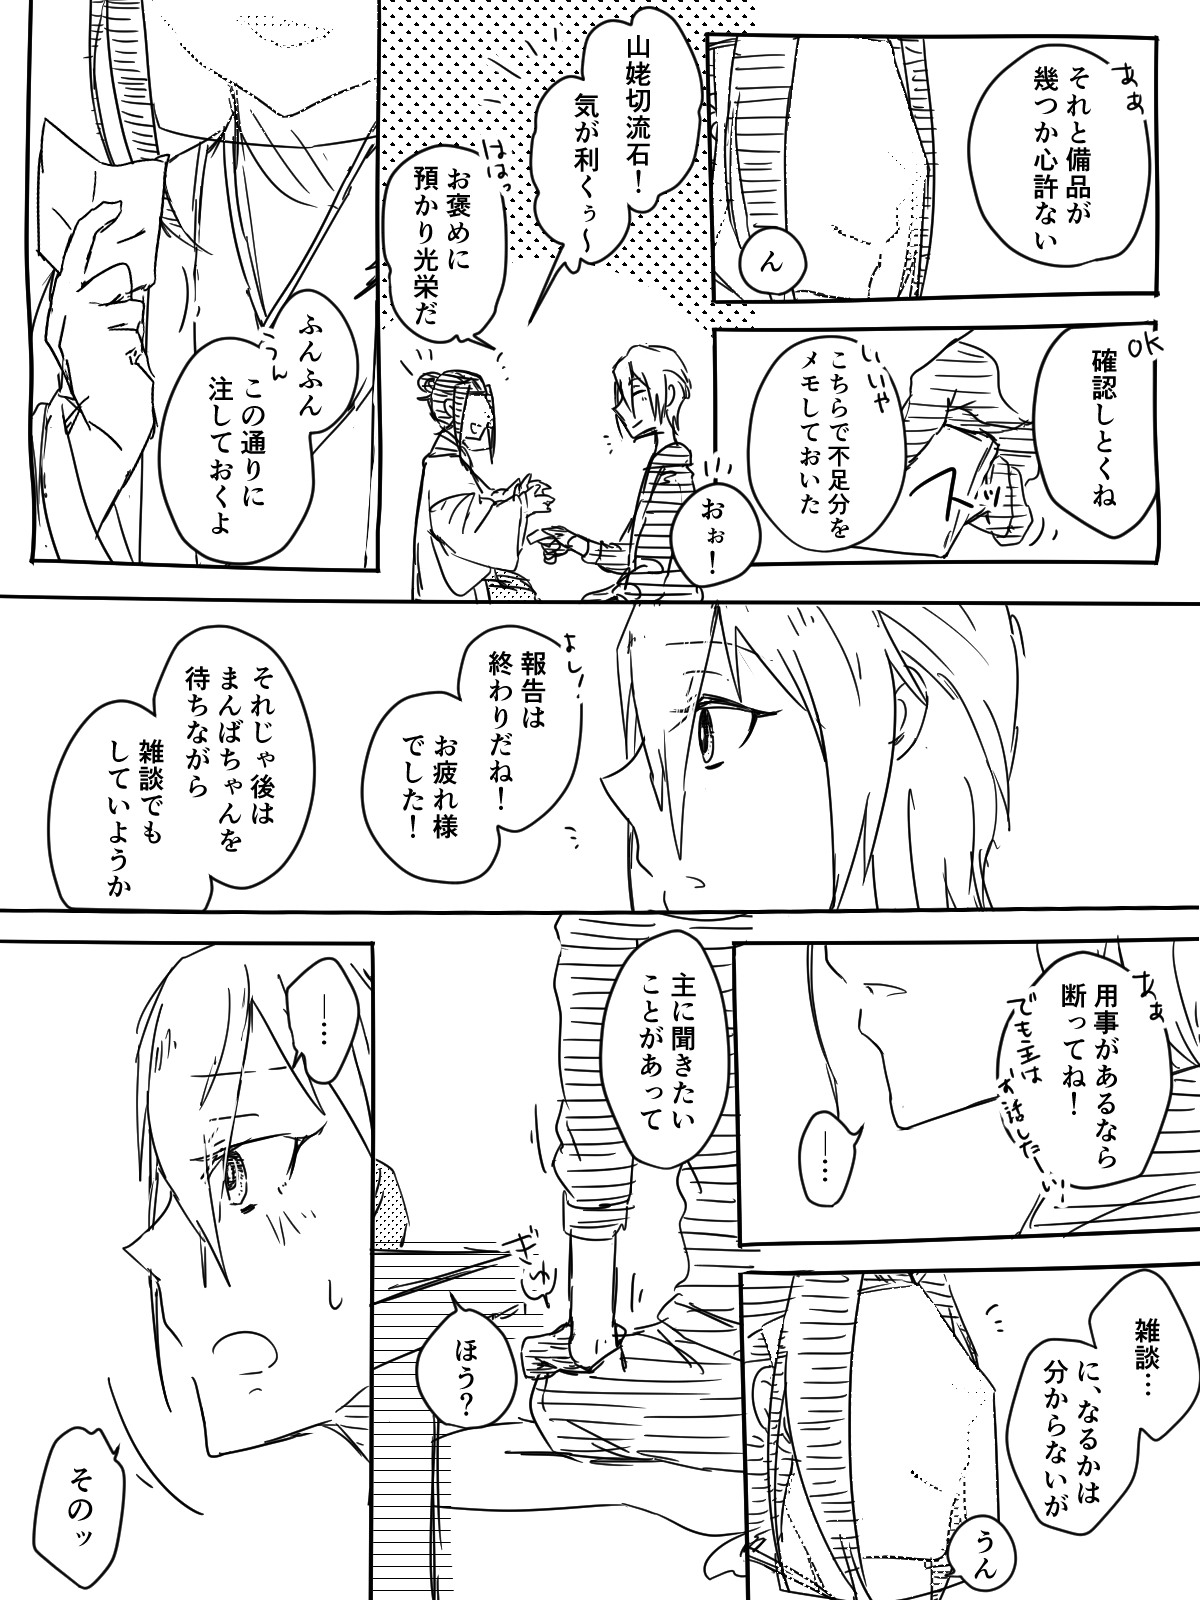 あぁ
それと備品が
幾つか心許ない
ん
OK
確認しとくね
いいや
こちらで不足分を
メモしておいた
スッ
おぉ！
山姥切流石！
気が利くぅ～
ははっ
お褒めに
預かり光栄だ
ふんふん
うん
この通りに
注しておくよ
よし！
報告は
終わりだね！
お疲れ様
でした！
それじゃ後は
まんばちゃんを
待ちながら
雑談でも
していようか
あぁ
用事があるなら
断ってね！
でも主は
お話したい！
―…
雑談…
に、なるかは
分からないが
うん
主に聞きたい
ことがあって
ぎゅ
ほう？
―…
そのッ